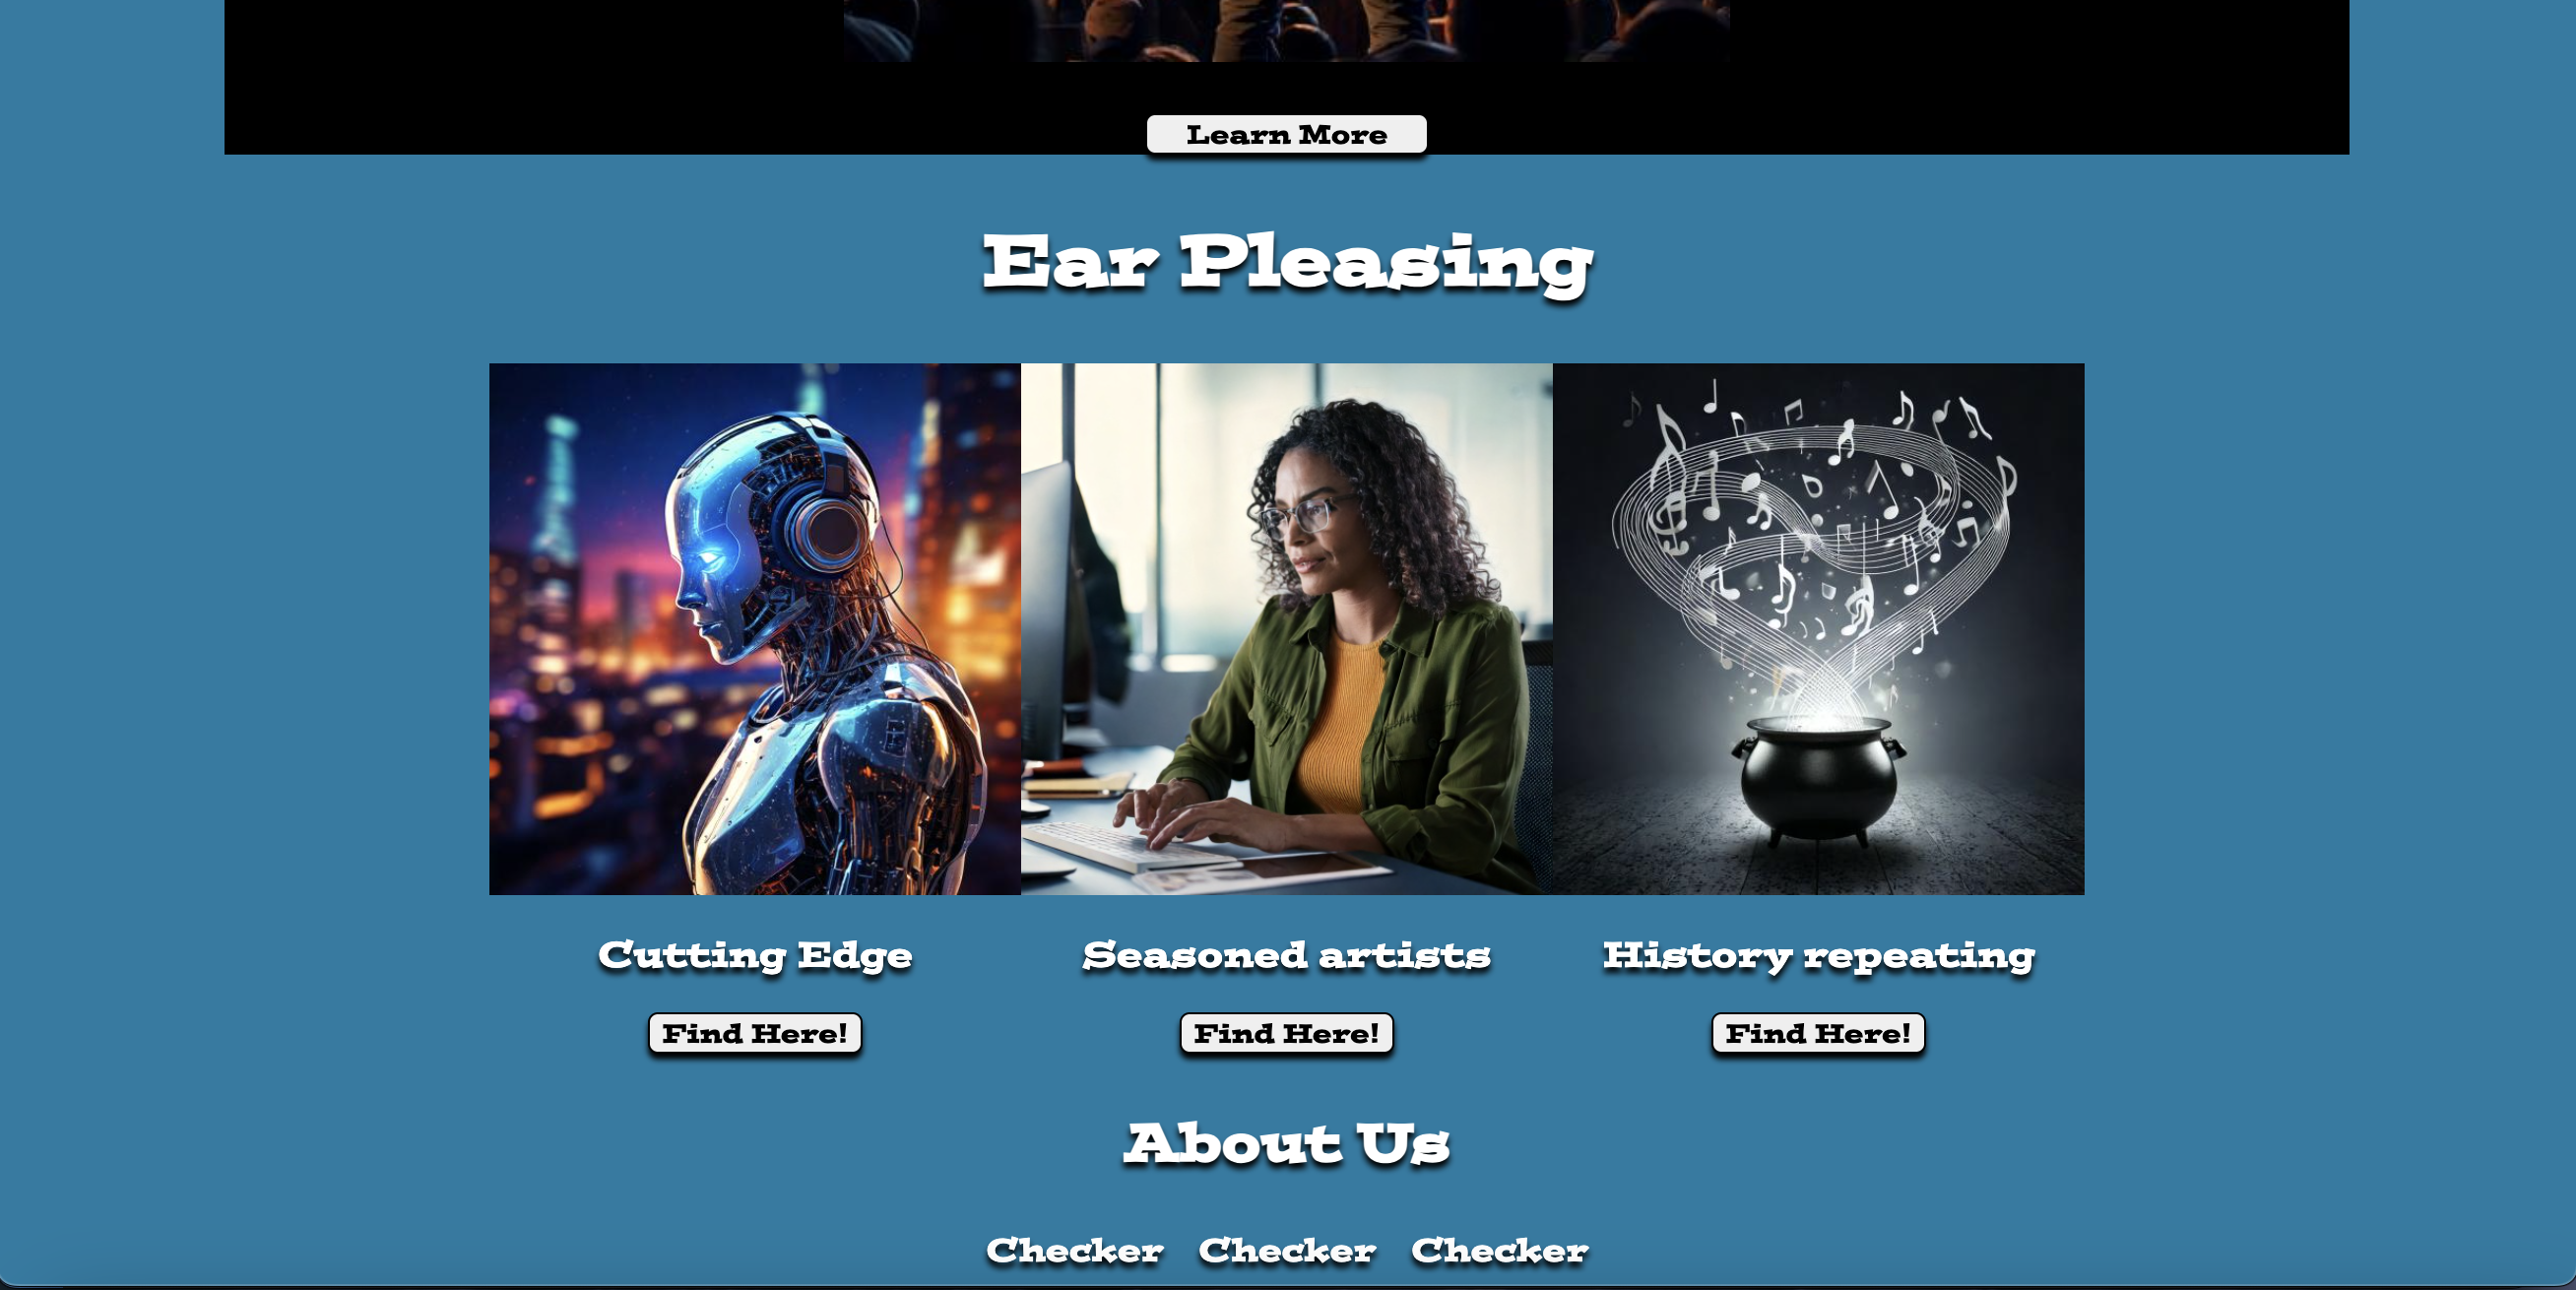 Learn More
Ear Pleasing
Cutting Edge
Seasoned artists
History repeating
Find Here!
Find Here!
Find Here!
About Us
Checker Checker Checker